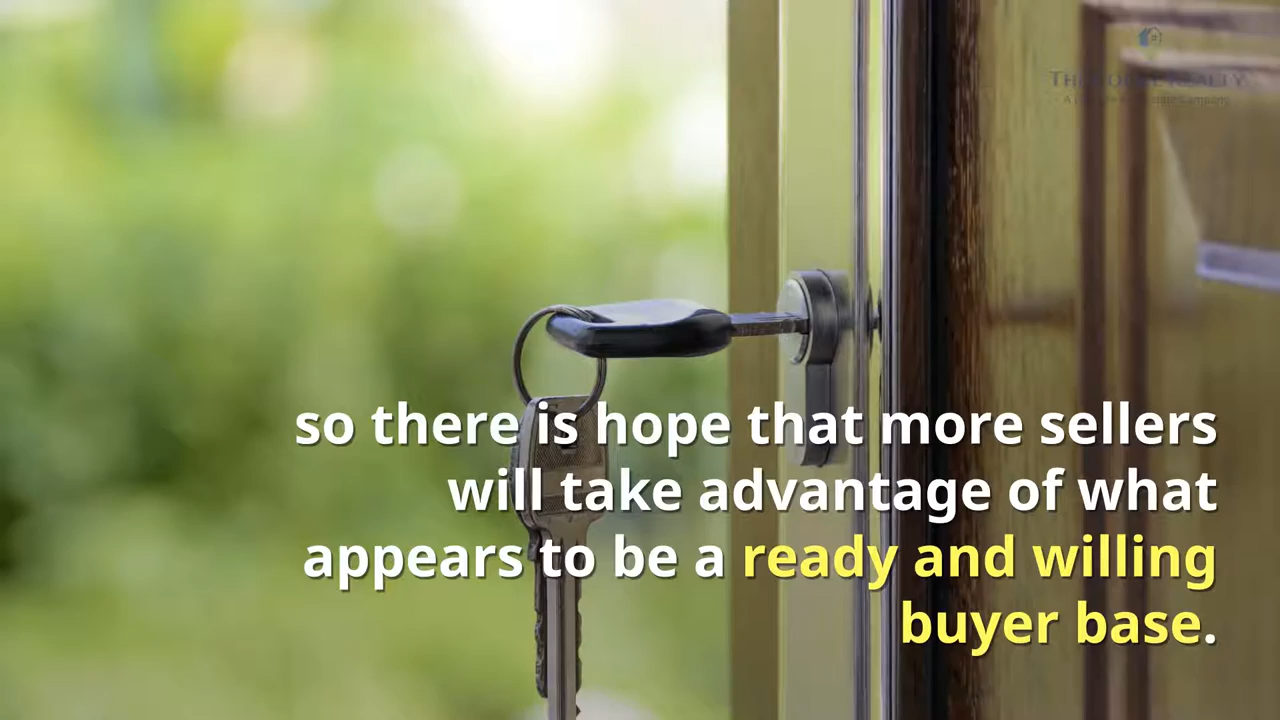 so there is hope that more sellers
will take advantage of what
appears to be a ready and willing
buyer base.